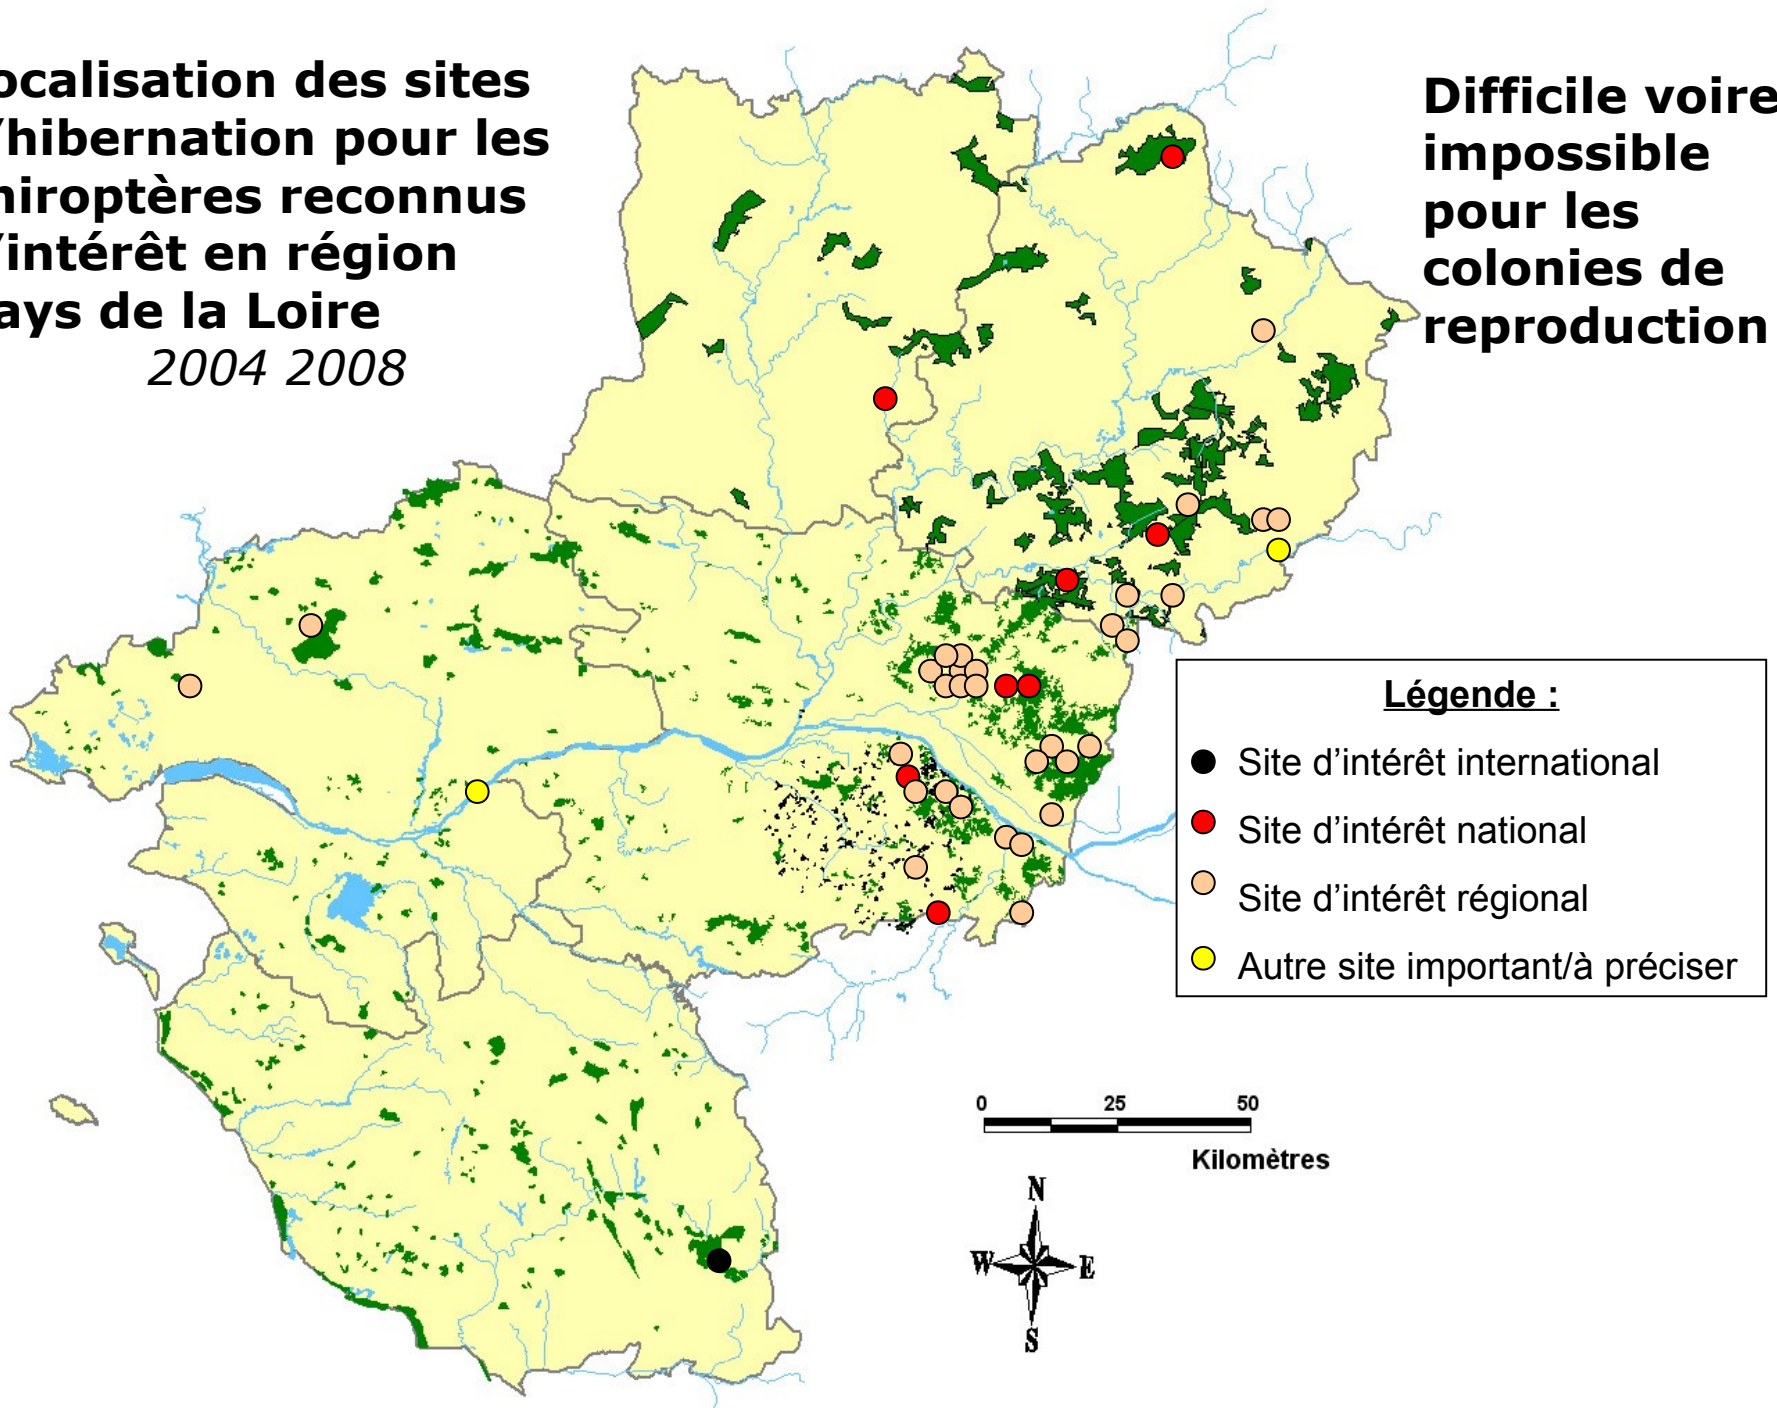 ocalisation des sites
'hibernation pour les
hiroptères reconnus
'intérêt en région
ays de la Loire
2004 2008
Difficile voire
impossible
pour les
colonies de
reproduction
Légende :
Site d'intérêt international
Site d'intérêt national
Site d'intérêt régional
Autre site important/à préciser
0 25 50
Kilomètres
N
W E
S